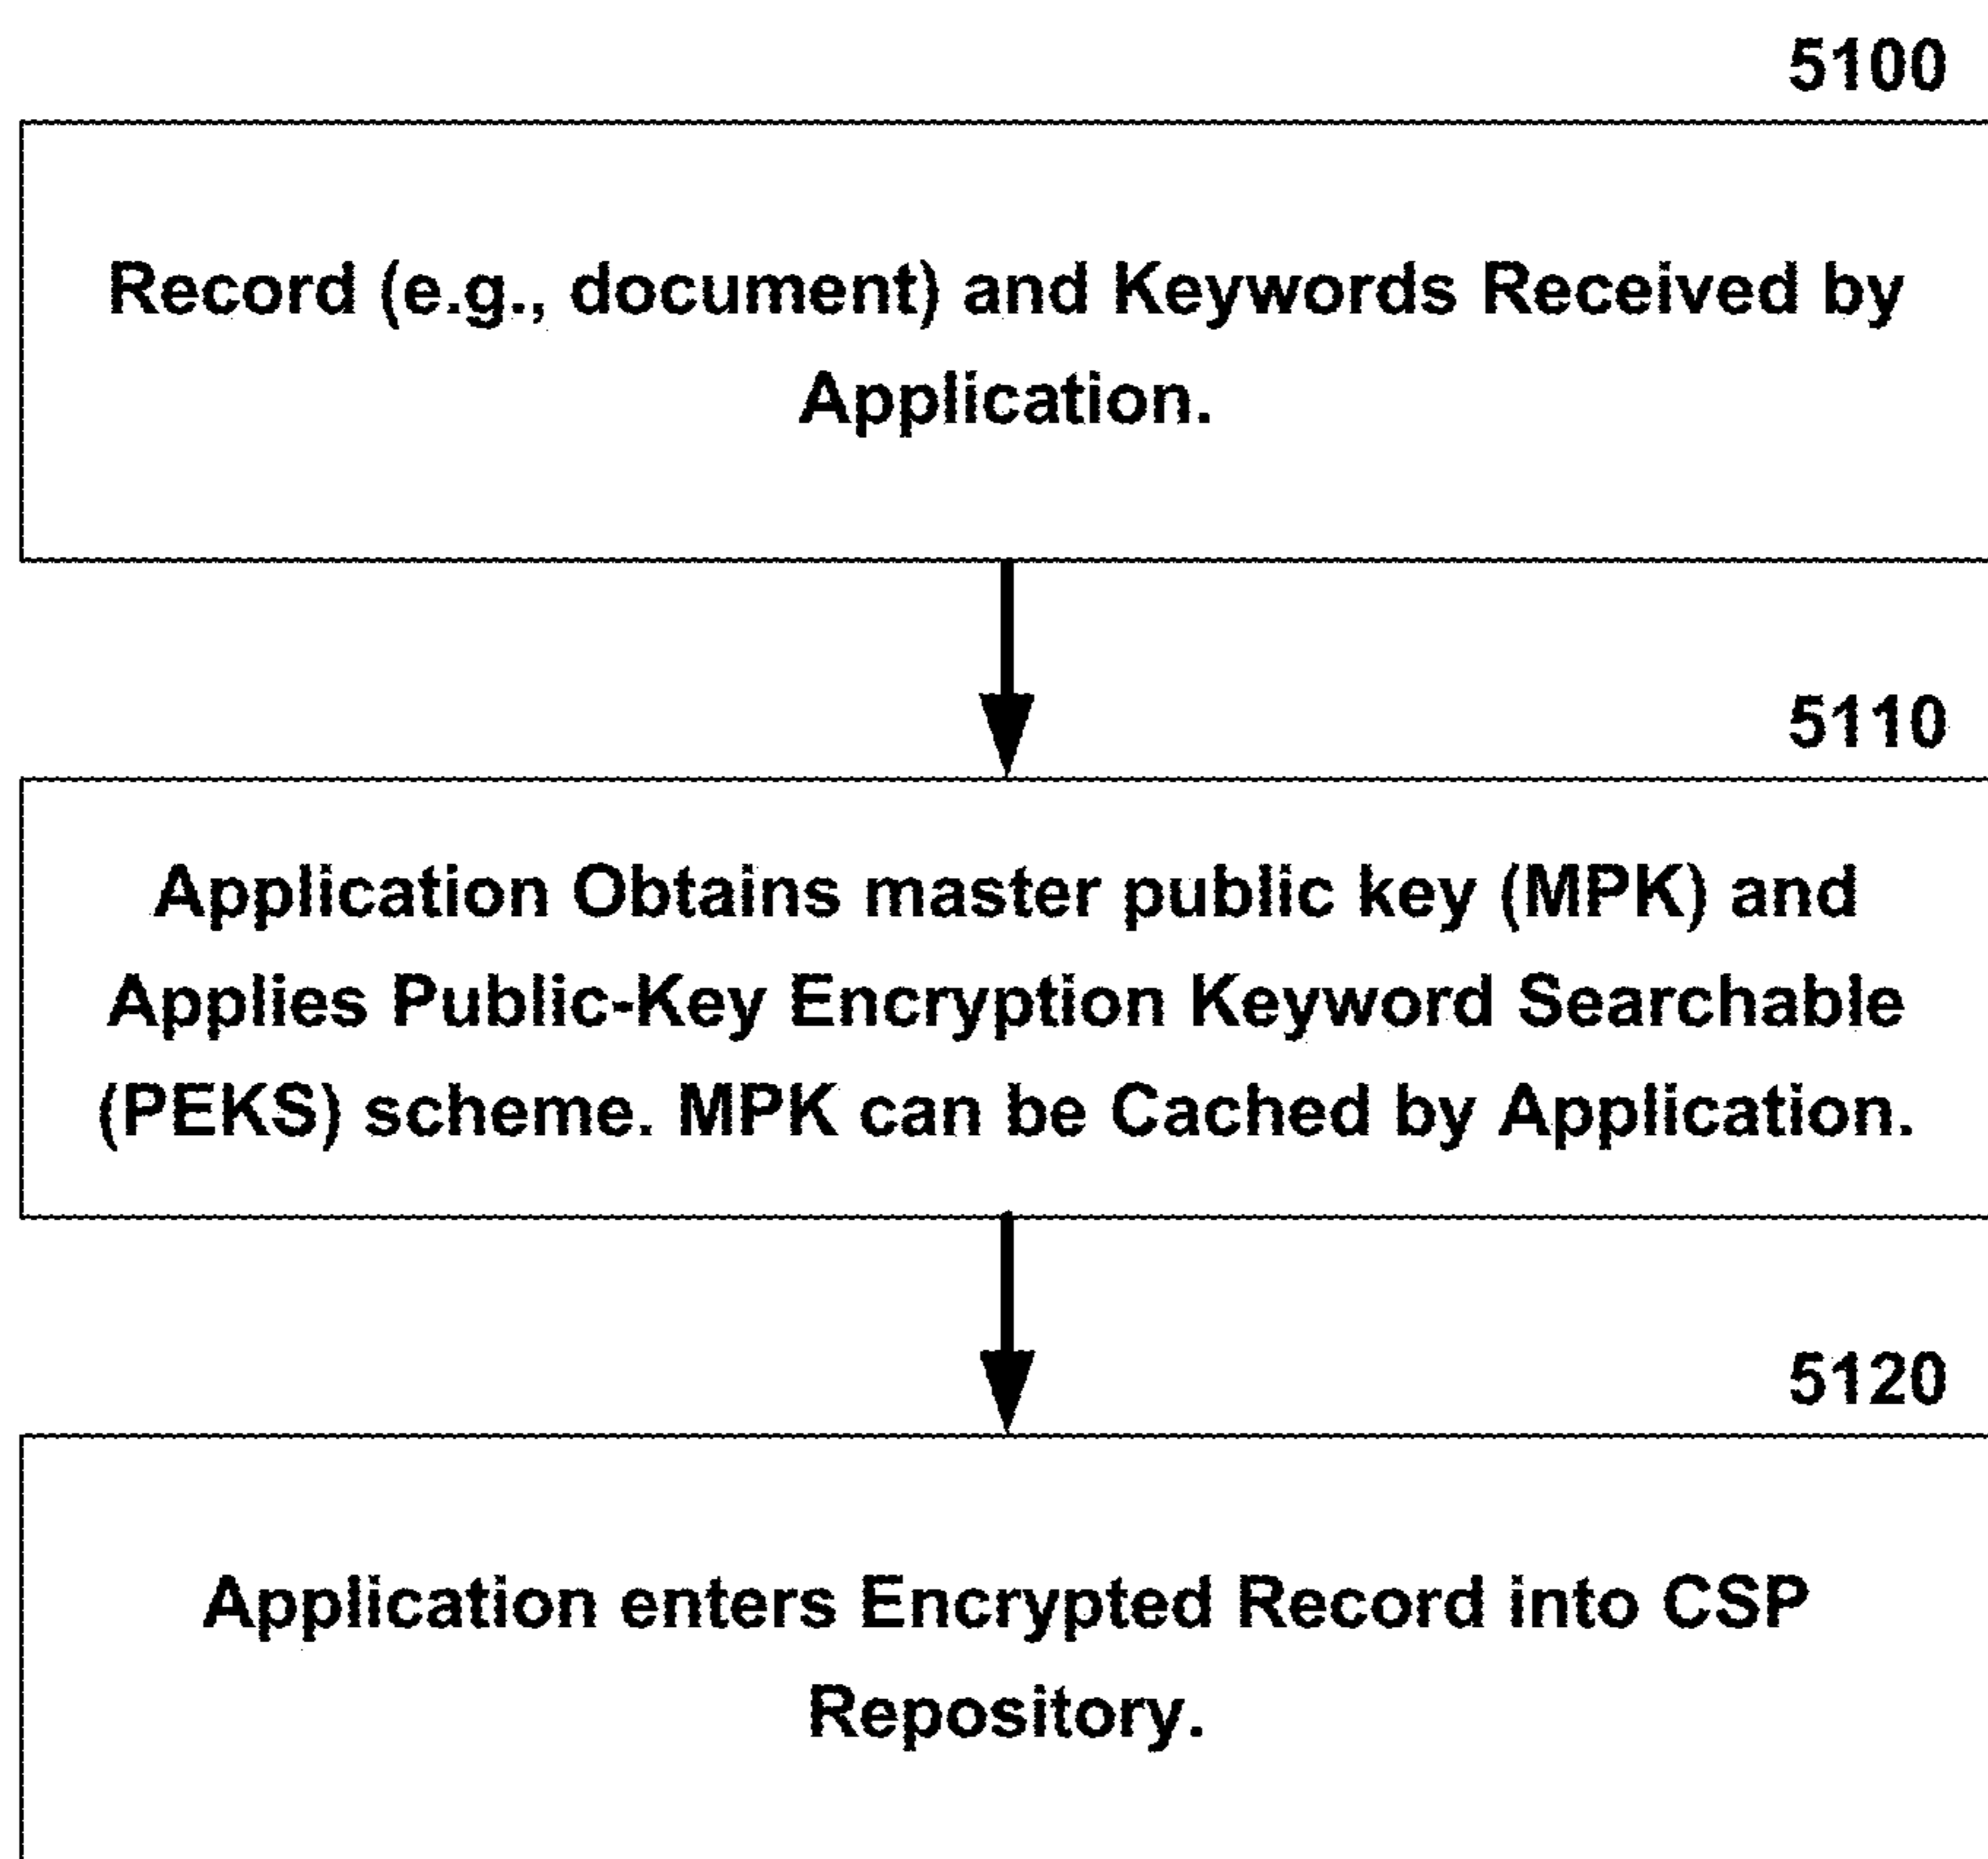 5100
Record (e.g., document) and Keywords Received by
Application.
5110
Application Obtains master public key (MPK) and
Applies Public-Key Encryption Keyword Searchable
(PEKS) scheme. MPK can be Cached by Application.
5120
Application enters Encrypted Record into CSP
Repository.